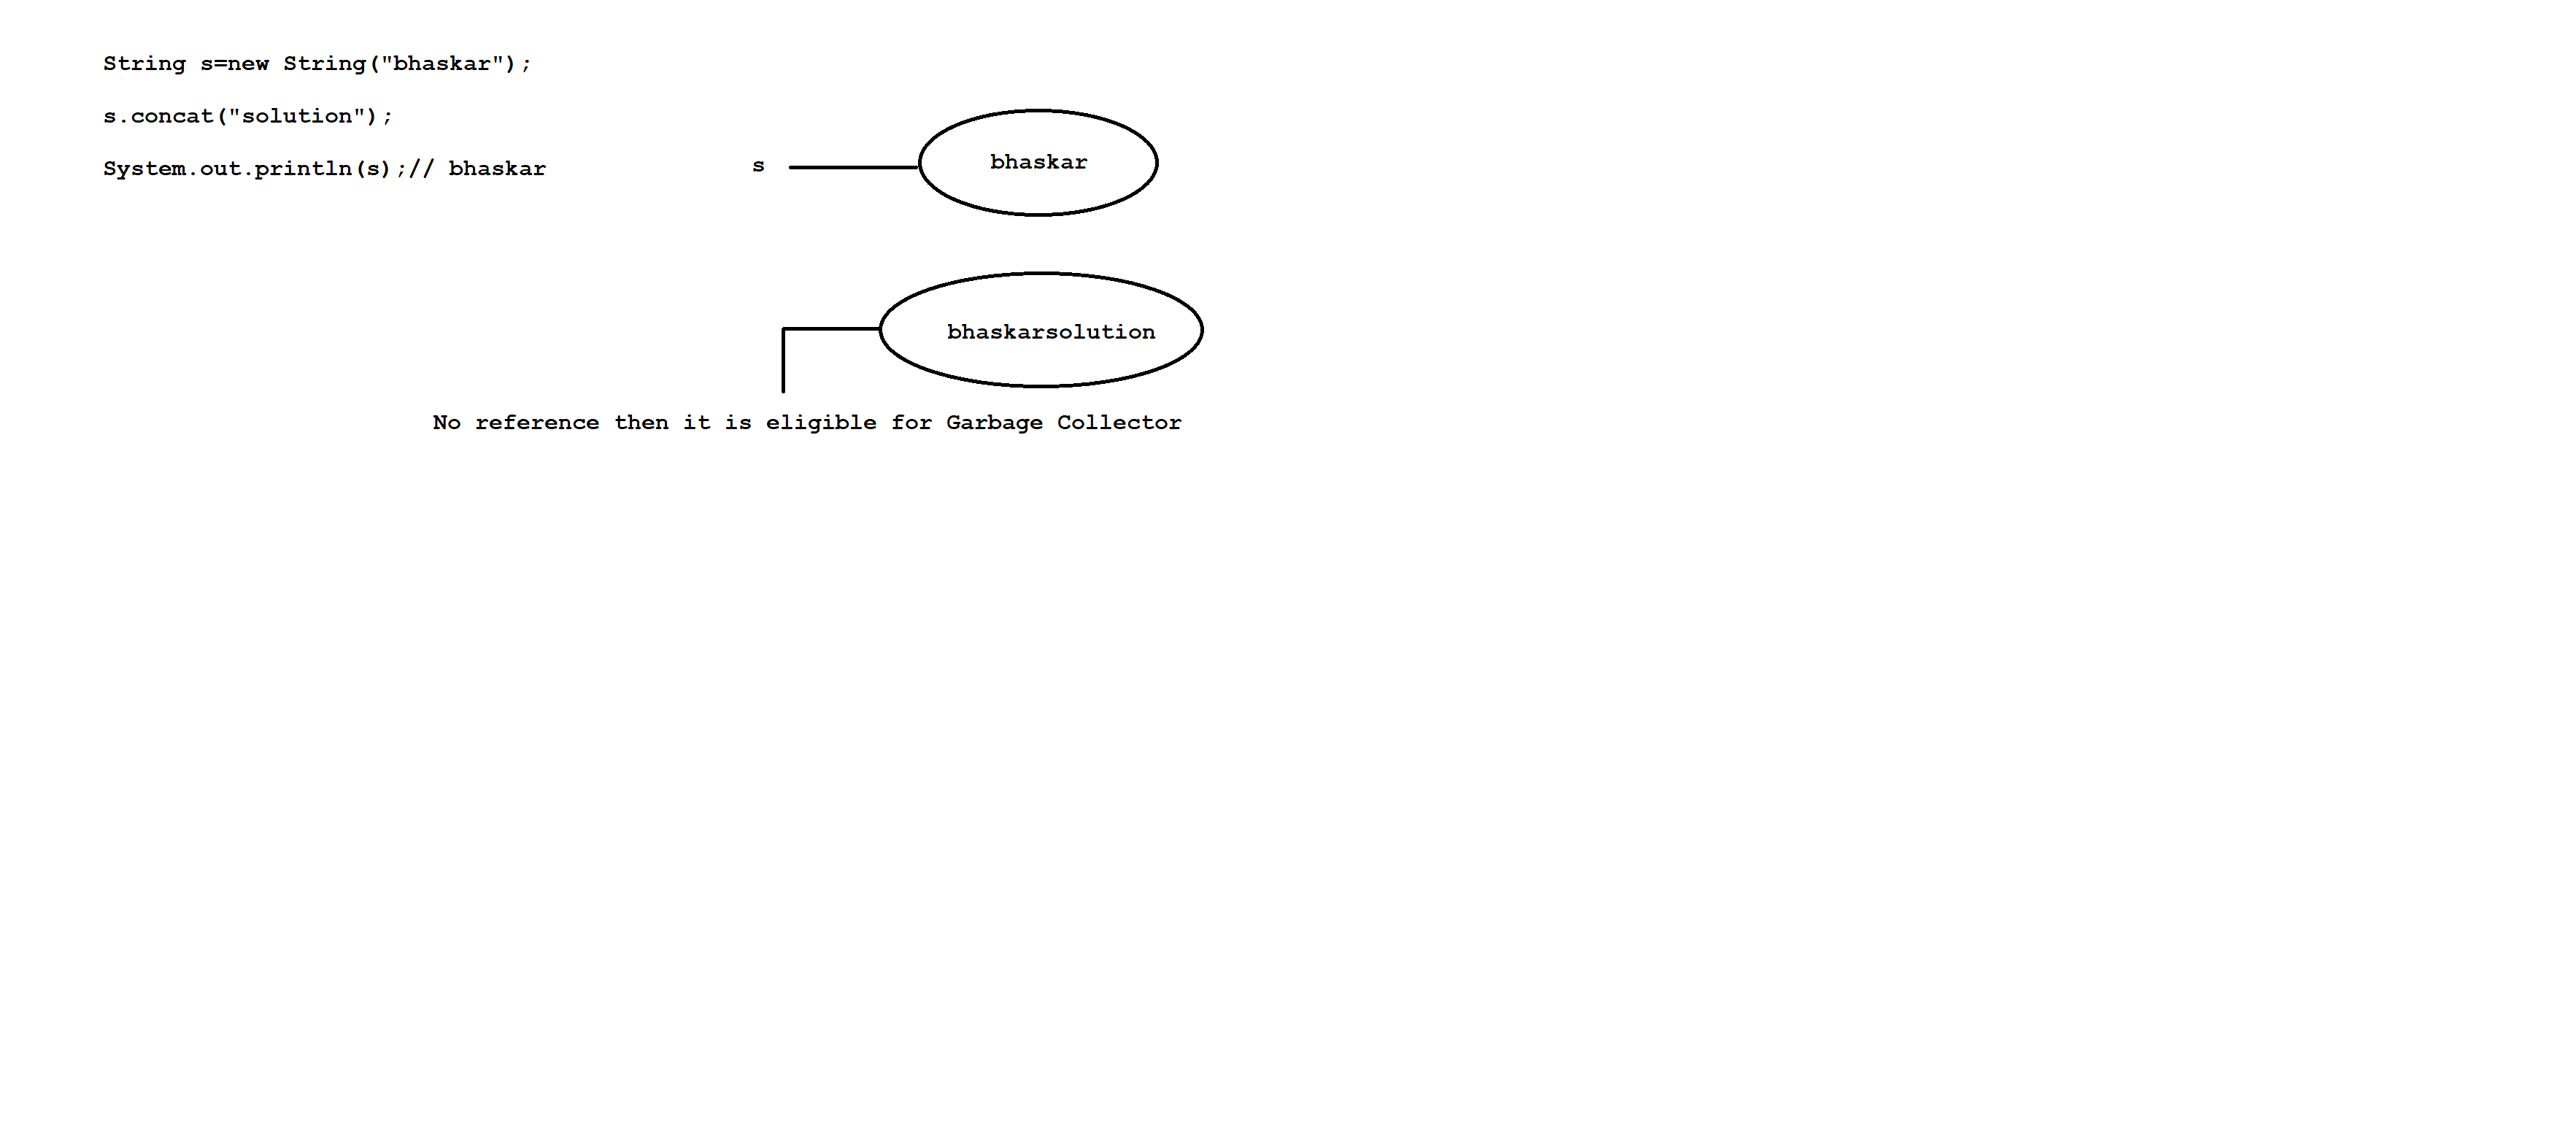 String s=new String("bhaskar");
s.concat("solution");
System.out.println(s);// bhaskar
s
bhaskar
bhaskarsolution
No reference then it is eligible for Garbage Collector